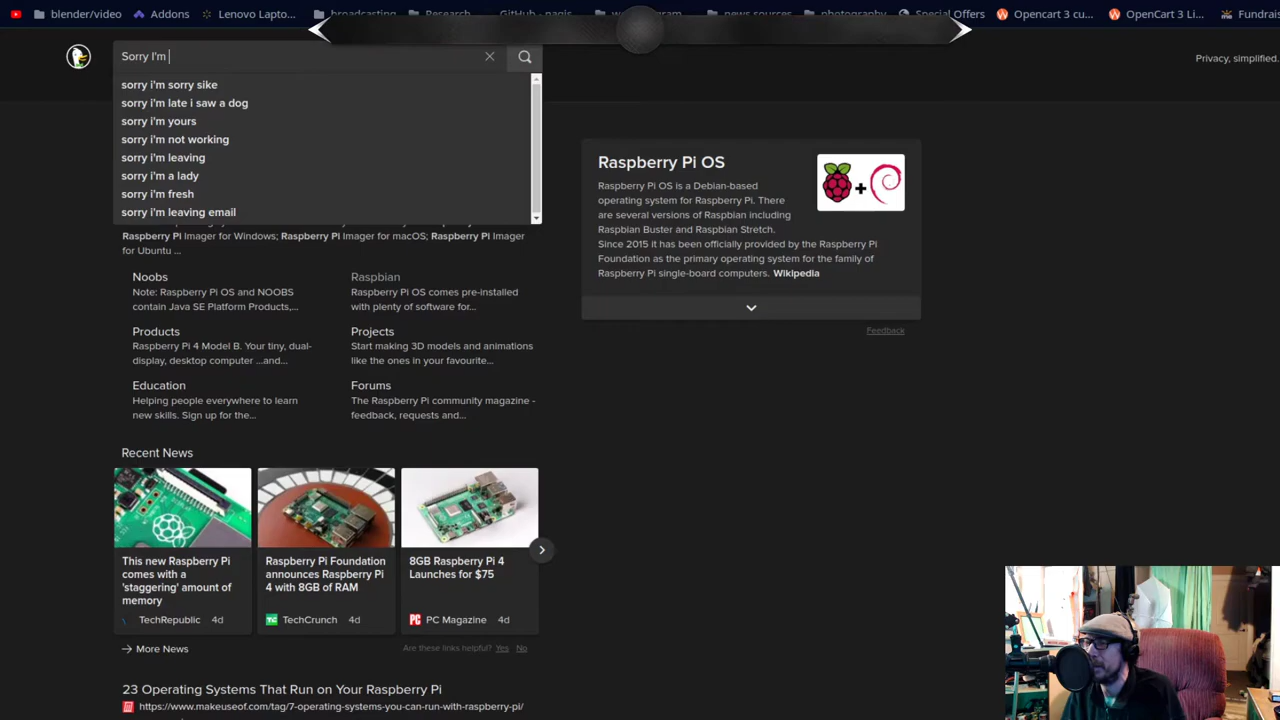 blender/video
Addons
Lenovo Lapto...
broadcasting
Research
GitHub - nagis
news sources
photography
Special Offers
Opencart 3 cu...
OpenCart 3 Li...
Fundrais
Sorry I'm
Privacy, simplified.
sorry i'm sorry sike
sorry i'm late i saw a dog
sorry i'm yours
sorry i'm not working
sorry i'm leaving
sorry i'm a lady
sorry i'm fresh
sorry i'm leaving email
Raspberry Pi Imager for Windows; Raspberry Pi Imager for macOS; Raspberry Pi Imager
for Ubuntu ...
Noobs
Note: Raspberry Pi OS and NOOBS
contain Java SE Platform Products,...
Raspbian
Raspberry Pi OS comes pre-installed
with plenty of software for...
Products
Raspberry Pi 4 Model B. Your tiny, dual-
display, desktop computer ...and...
Projects
Start making 3D models and animations
like the ones in your favourite...
Education
Helping people everywhere to learn
new skills. Sign up for the...
Forums
The Raspberry Pi community magazine -
feedback, requests and...
Raspberry Pi OS
Raspberry Pi OS is a Debian-based
operating system for Raspberry Pi. There
are several versions of Raspbian including
Raspbian Buster and Raspbian Stretch.
Since 2015 it has been officially provided by the Raspberry Pi
Foundation as the primary operating system for the family of
Raspberry Pi single-board computers. Wikipedia
Feedback
Recent News
This new Raspberry Pi
comes with a
'staggering' amount of
memory
TechRepublic 4d
Raspberry Pi Foundation
announces Raspberry Pi
4 with 8GB of RAM
TechCrunch 4d
8GB Raspberry Pi 4
Launches for $75
PC Magazine 4d
More News
Are these links helpful? Yes No
23 Operating Systems That Run on Your Raspberry Pi
https://www.makeuseof.com/tag/7-operating-systems-you-can-run-with-raspberry-pi/